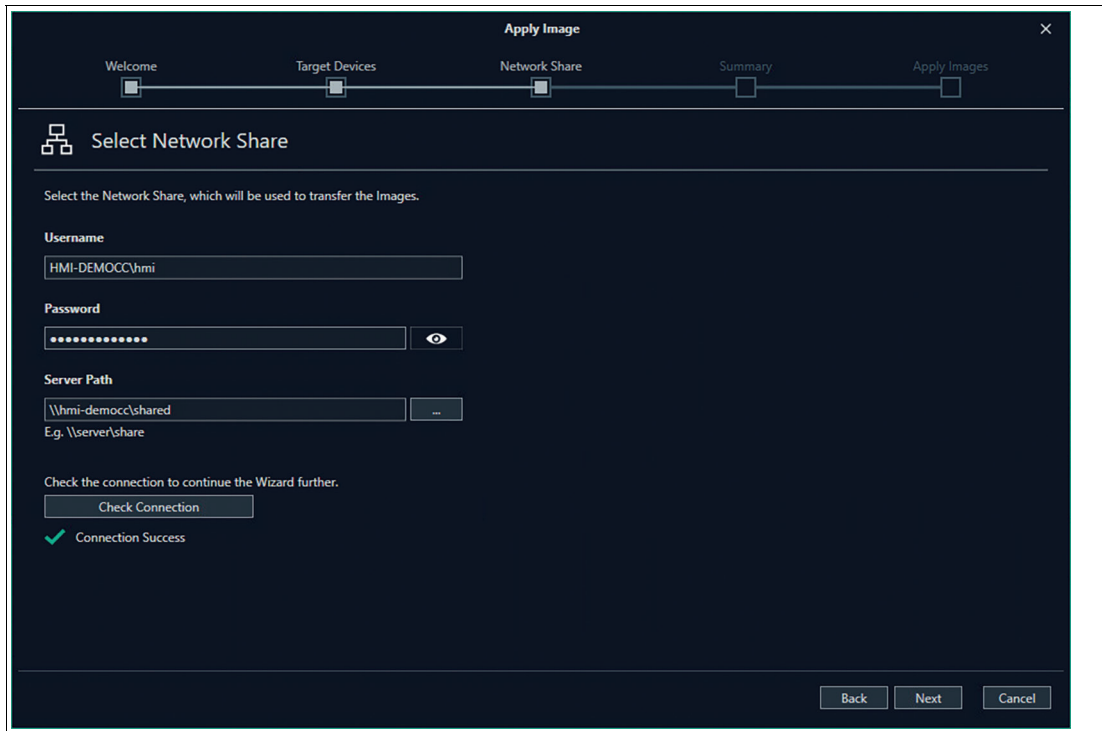 Apply Image
Welcome Target Devices Network Share Summary Apply Images
Select Network Share
Select the Network Share, which will be used to transfer the Images.
Username
HMI-DEMOCC\hmi
Password
•••••••••••••
Server Path
\\hmi-democc\shared ...
E.g. \\server\share
Check the connection to continue the Wizard further.
Check Connection
Connection Success
Back Next Cancel